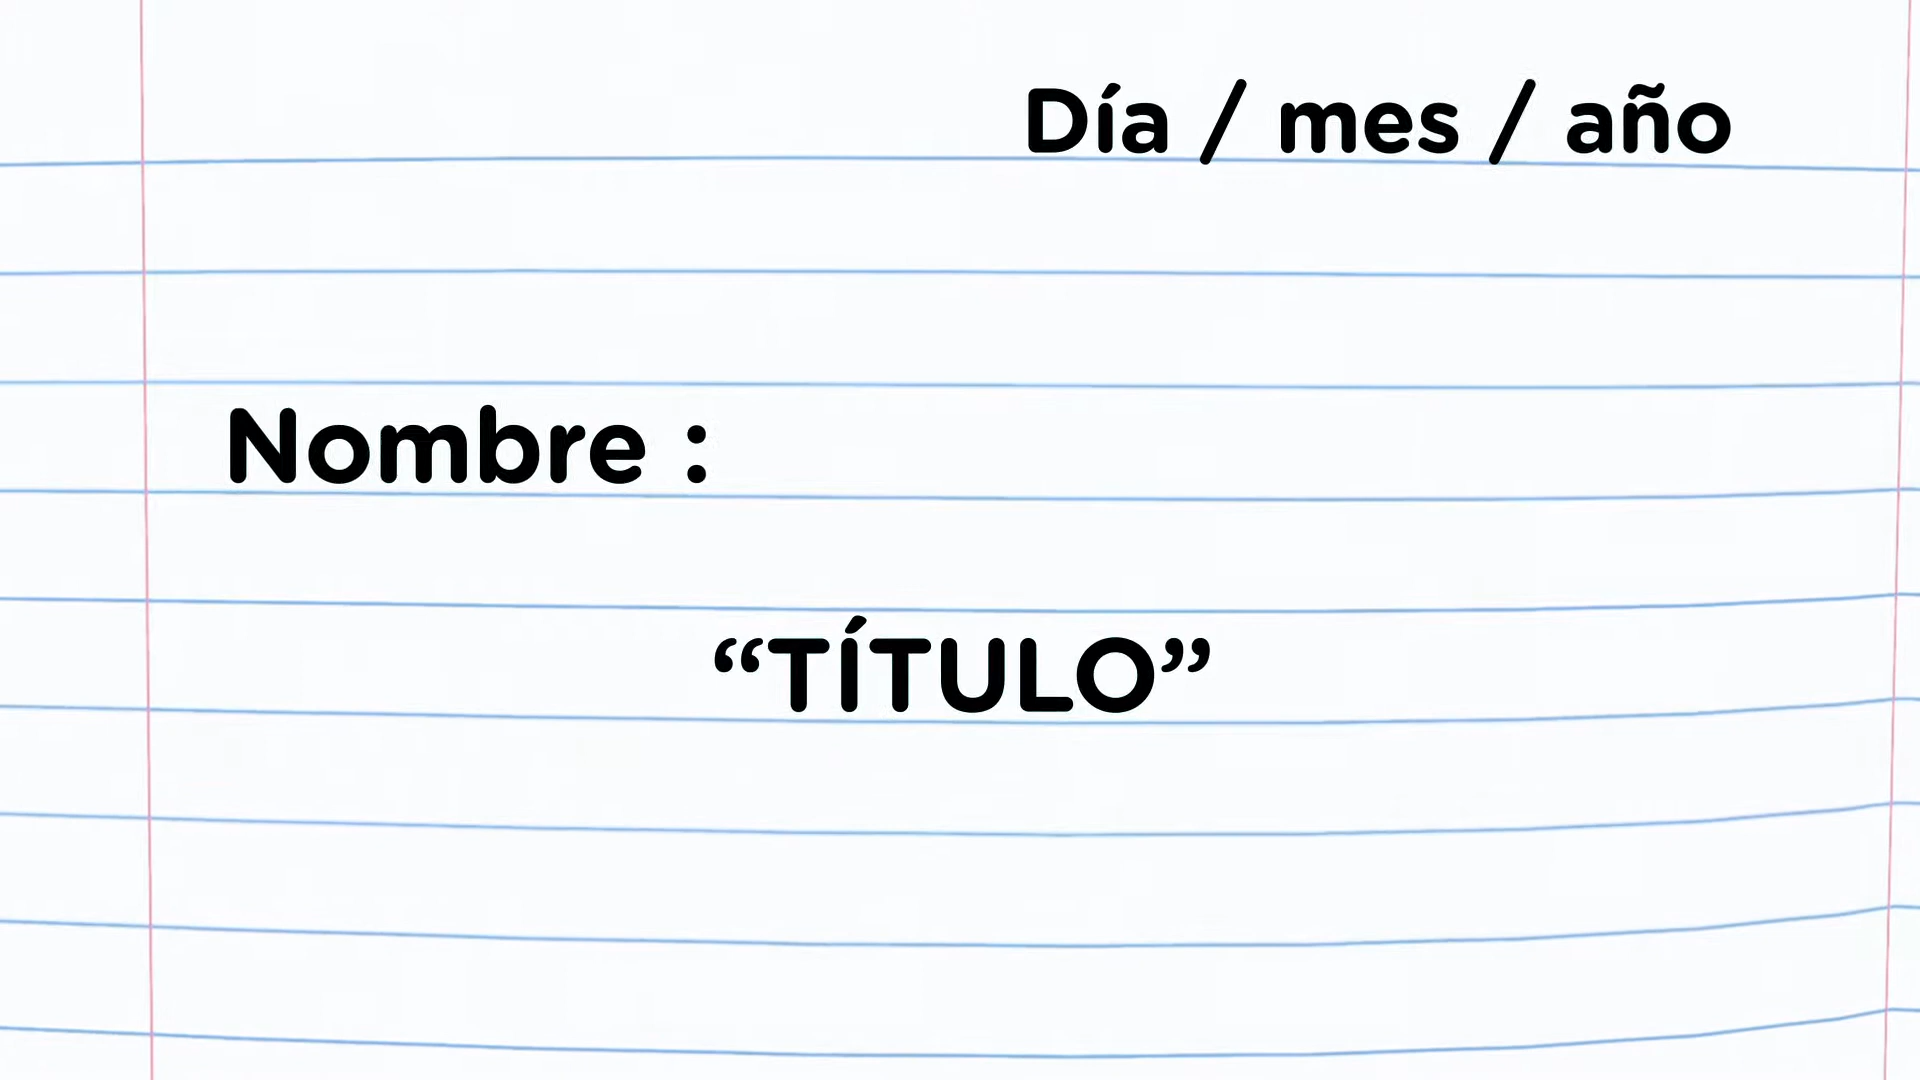 Día / mes / año
Nombre :
“TÍTULO”